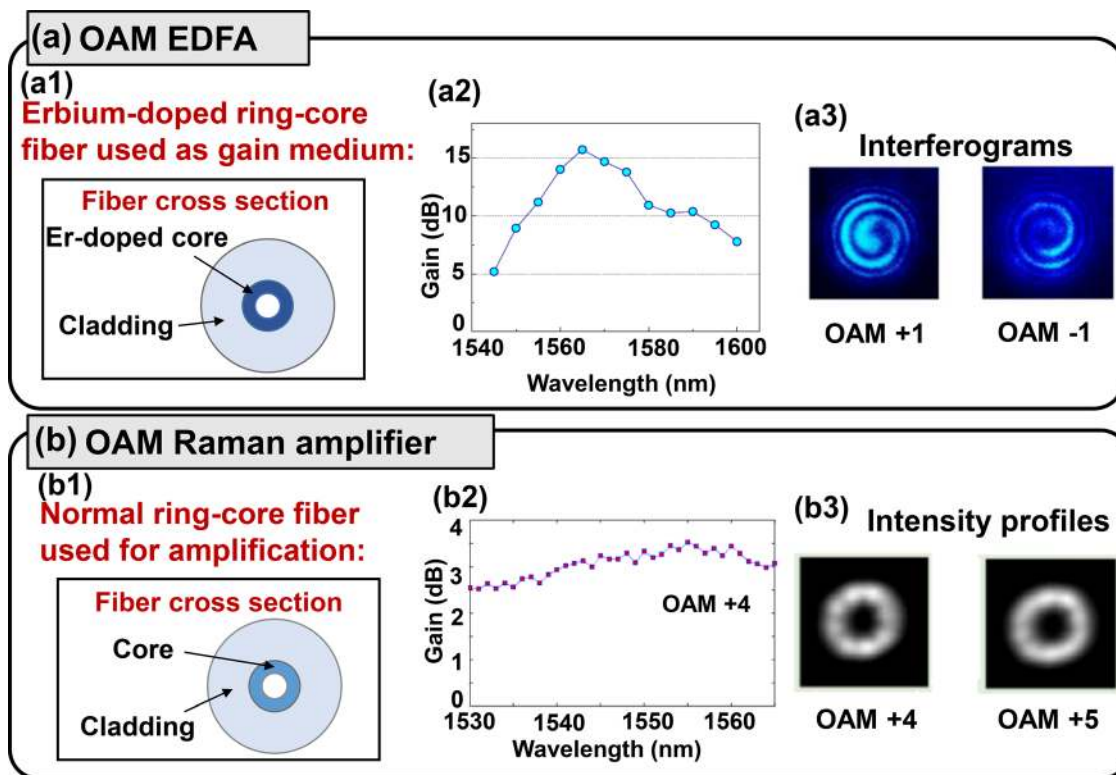 (a) OAM EDFA
(a1)
Erbium-doped ring-core
fiber used as gain medium:
Fiber cross section
Er-doped core
Cladding
(a2)
15
10
5
0
Gain (dB)
1540
1560
1580
1600
Wavelength (nm)
(a3)
Interferograms
OAM +1
OAM -1
(b) OAM Raman amplifier
(b1)
Normal ring-core fiber
used for amplification:
Fiber cross section
Core
Cladding
(b2)
4
3
2
1
0
Gain (dB)
OAM +4
1530
1540
1550
1560
Wavelength (nm)
(b3)
Intensity profiles
OAM +4
OAM +5